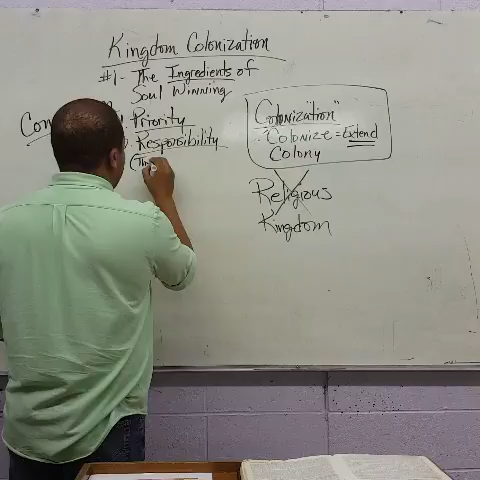 Kingdom Colonization
#1- The Ingredients of
Soul Winning
Priority
Responsibility
Colonization"
Colonize = Extend
Colony
Religious
Kingdom